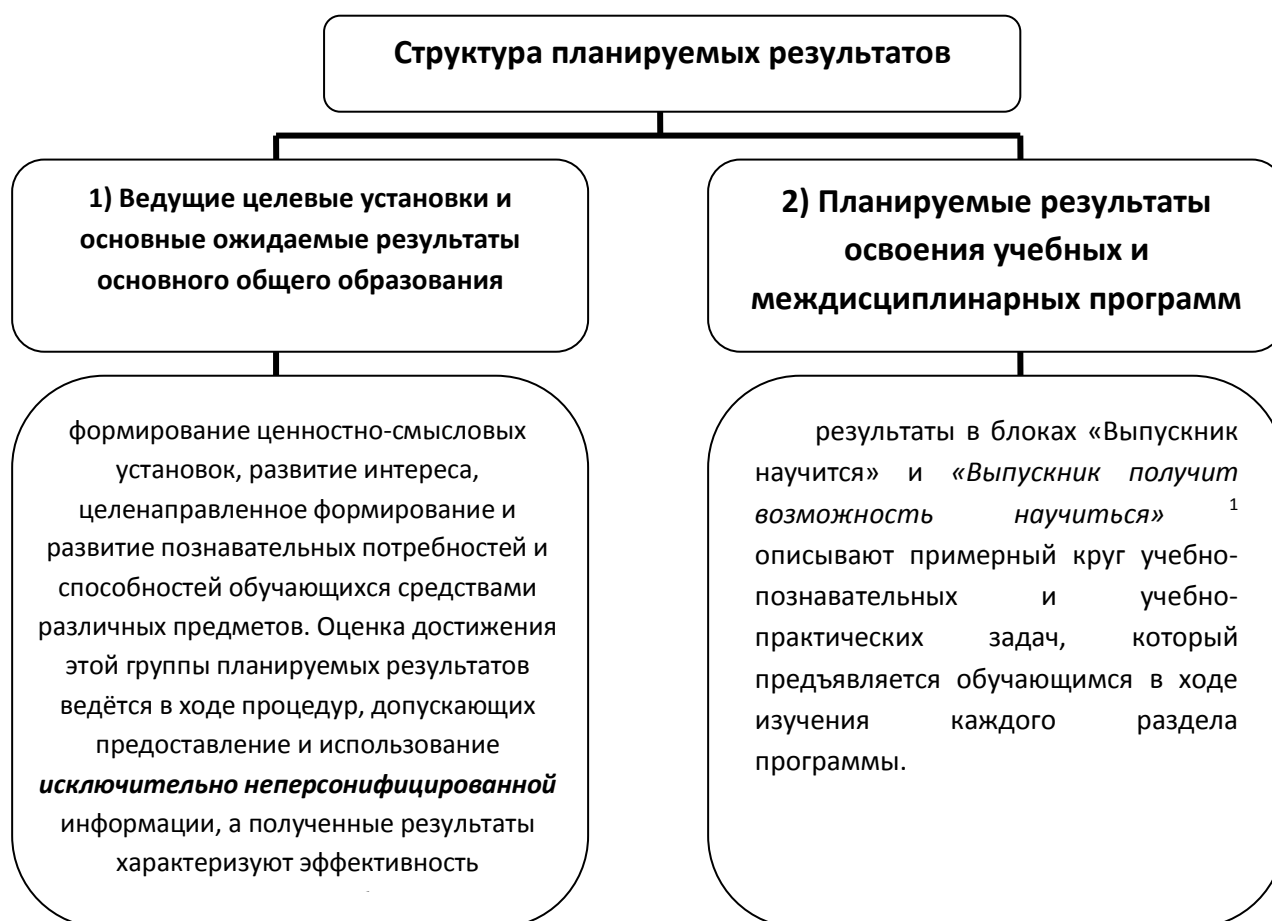 Структура планируемых результатов
1) Ведущие целевые установки и
основные ожидаемые результаты
основного общего образования
2) Планируемые результаты
освоения учебных и
междисциплинарных программ
формирование ценностно-смысловых
установок, развитие интереса,
целенаправленное формирование и
развитие познавательных потребностей и
способностей обучающихся средствами
различных предметов. Оценка достижения
этой группы планируемых результатов
ведётся в ходе процедур, допускающих
предоставление и использование
исключительно неперсонифицированной
информации, а полученные результаты
характеризуют эффективность
результаты в блоках «Выпускник
научится» и «Выпускник получит
возможность научиться» 1
описывают примерный круг учебно-
познавательных и учебно-
практических задач, который
предъявляется обучающимся в ходе
изучения каждого раздела
программы.